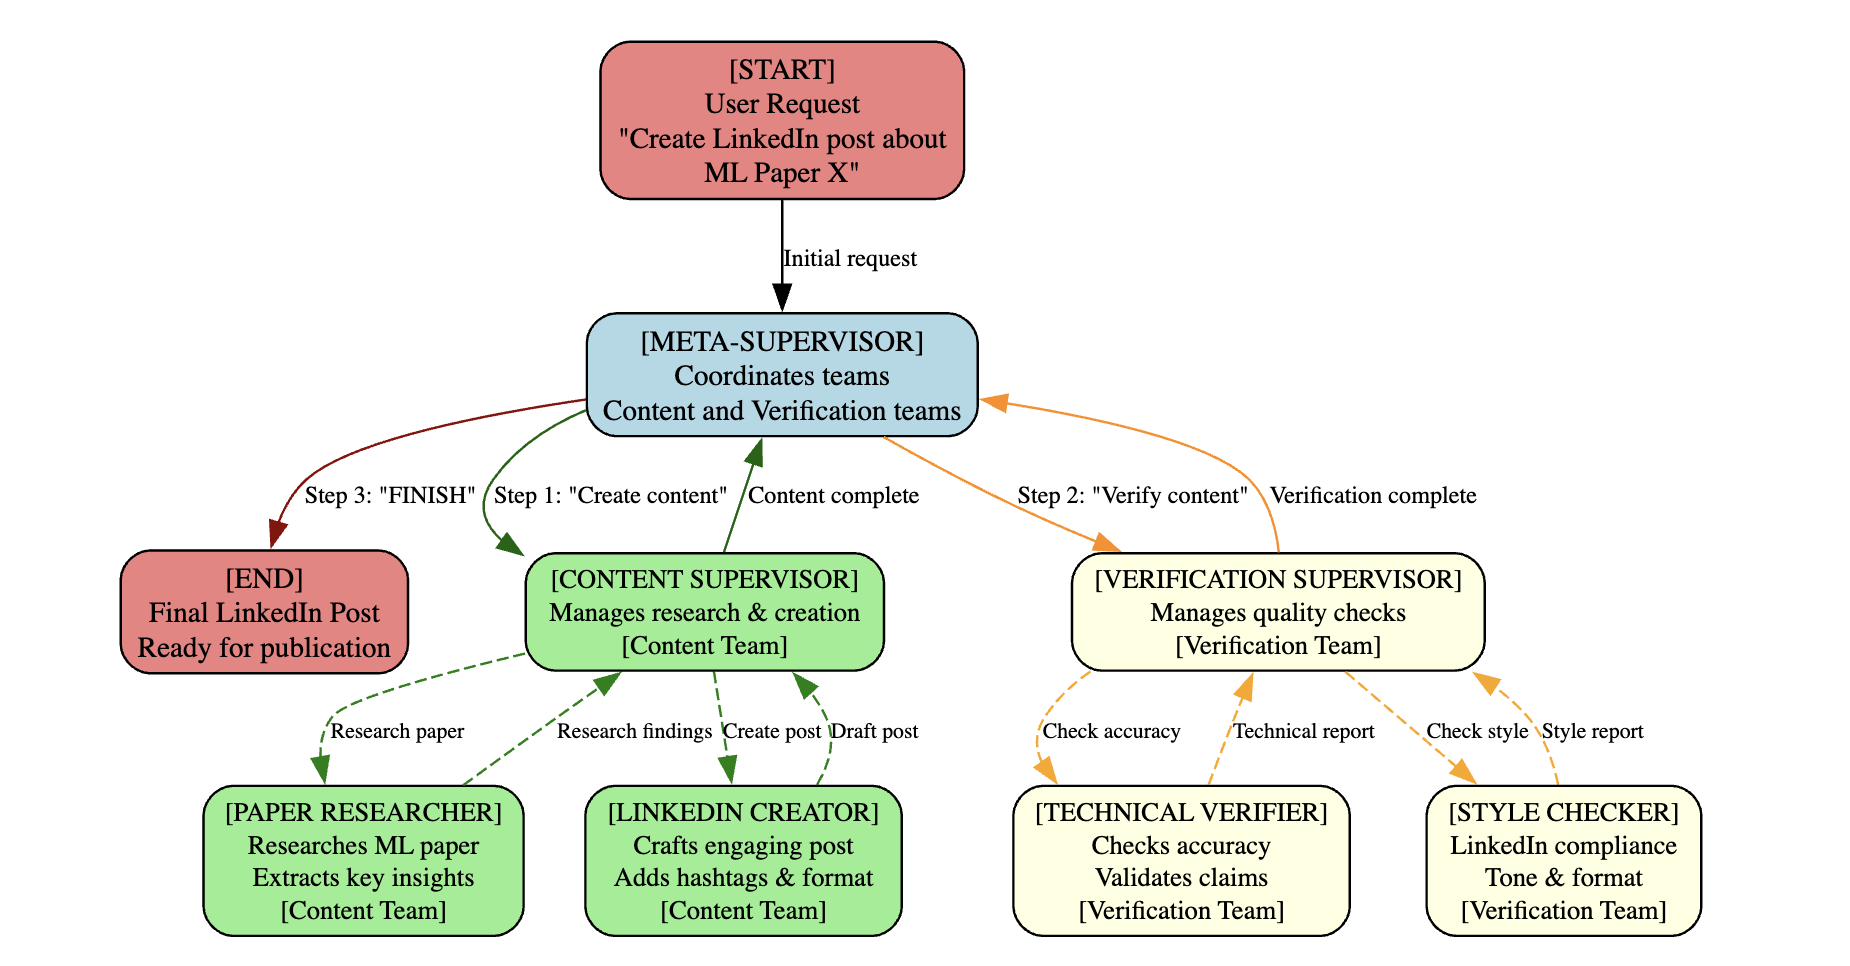 [START]
User Request
"Create LinkedIn post about
ML Paper X"
Initial request
[META-SUPERVISOR]
Coordinates teams
Content and Verification teams
Step 3: "FINISH"
Step 1: "Create content"
Content complete
Step 2: "Verify content"
Verification complete
[END]
Final LinkedIn Post
Ready for publication
[CONTENT SUPERVISOR]
Manages research & creation
[Content Team]
[VERIFICATION SUPERVISOR]
Manages quality checks
[Verification Team]
Research paper
Research findings
Create post
Draft post
Check accuracy
Technical report
Check style
Style report
[PAPER RESEARCHER]
Researches ML paper
Extracts key insights
[Content Team]
[LINKEDIN CREATOR]
Crafts engaging post
Adds hashtags & format
[Content Team]
[TECHNICAL VERIFIER]
Checks accuracy
Validates claims
[Verification Team]
[STYLE CHECKER]
LinkedIn compliance
Tone & format
[Verification Team]